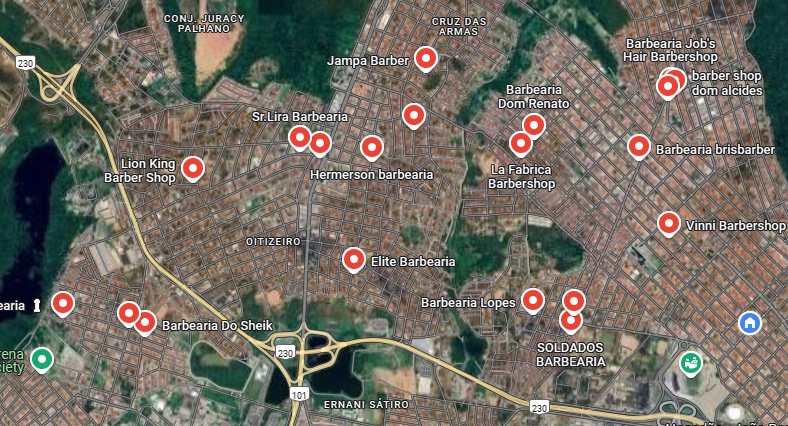 CONJ. JURACY
PALHANO
CRUZ DAS
ARMAS
Barbearia Job's
Hair Barbershop
230
Jampa Barber
barber shop
dom alcides
Barbearia
Dom Renato
Sr.Lira Barbearia
Lion King
Barber Shop
Hermerson barbearia
La Fabrica
Barbershop
Barbearia brisbarber
Vinni Barbershop
OITIZEIRO
Elite Barbearia
earia
Barbearia Lopes
Barbearia Do Sheik
SOLDADOS
BARBEARIA
230
rena
ciety
101
ERNANI SÁTIRO
230